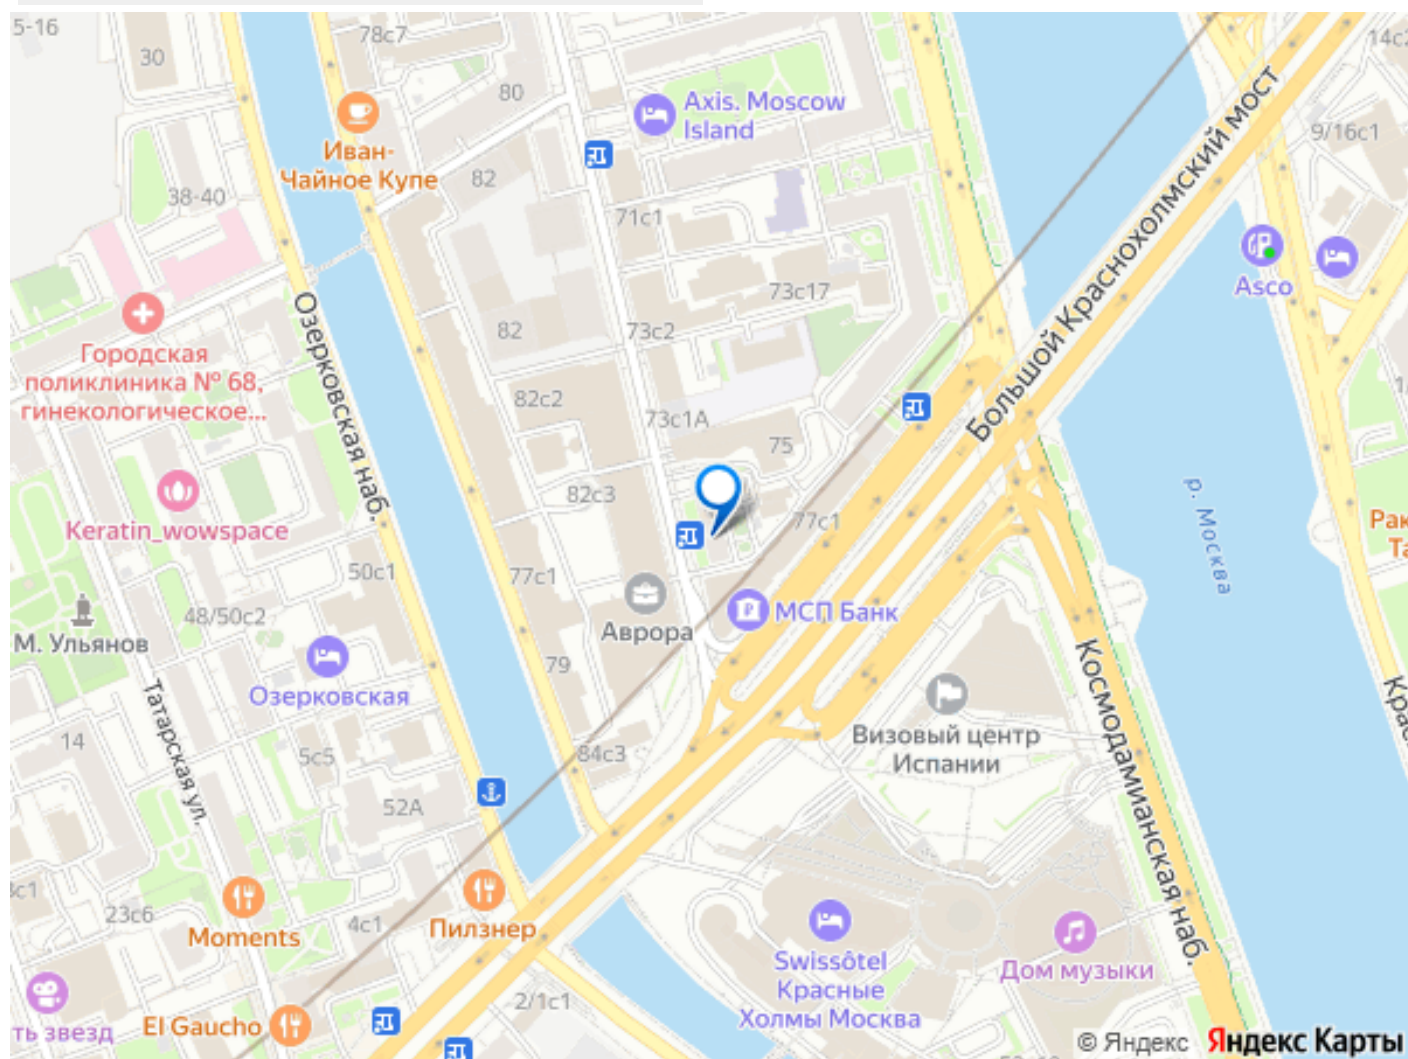 5-16
30
78с7
80
Axis. Moscow
Island
14с2
9/16с1
Иван-
Чайное Купе
82
38-40
71с1
Большой Краснохолмский мост
Asco
73с17
Озерковская наб.
82
73с2
Городская
поликлиника № 68,
гинекологическое...
82с2
73с1А
75
Keratin_wowspace
82с3
77с1
р. Москва
50с1
77с1
48/50с2
М. Ульянов
Аврора
МСП Банк
Озерковская
79
Татарская ул.
Космодамианская наб.
14
5с5
84с3
Визовый центр
Испании
52А
23с6
4с1
Moments
Пилзнер
Swissôtel
Красные
Холмы Москва
Дом музыки
2/1с1
ть звезд
El Gaucho
© Яндекс Яндекс Карты